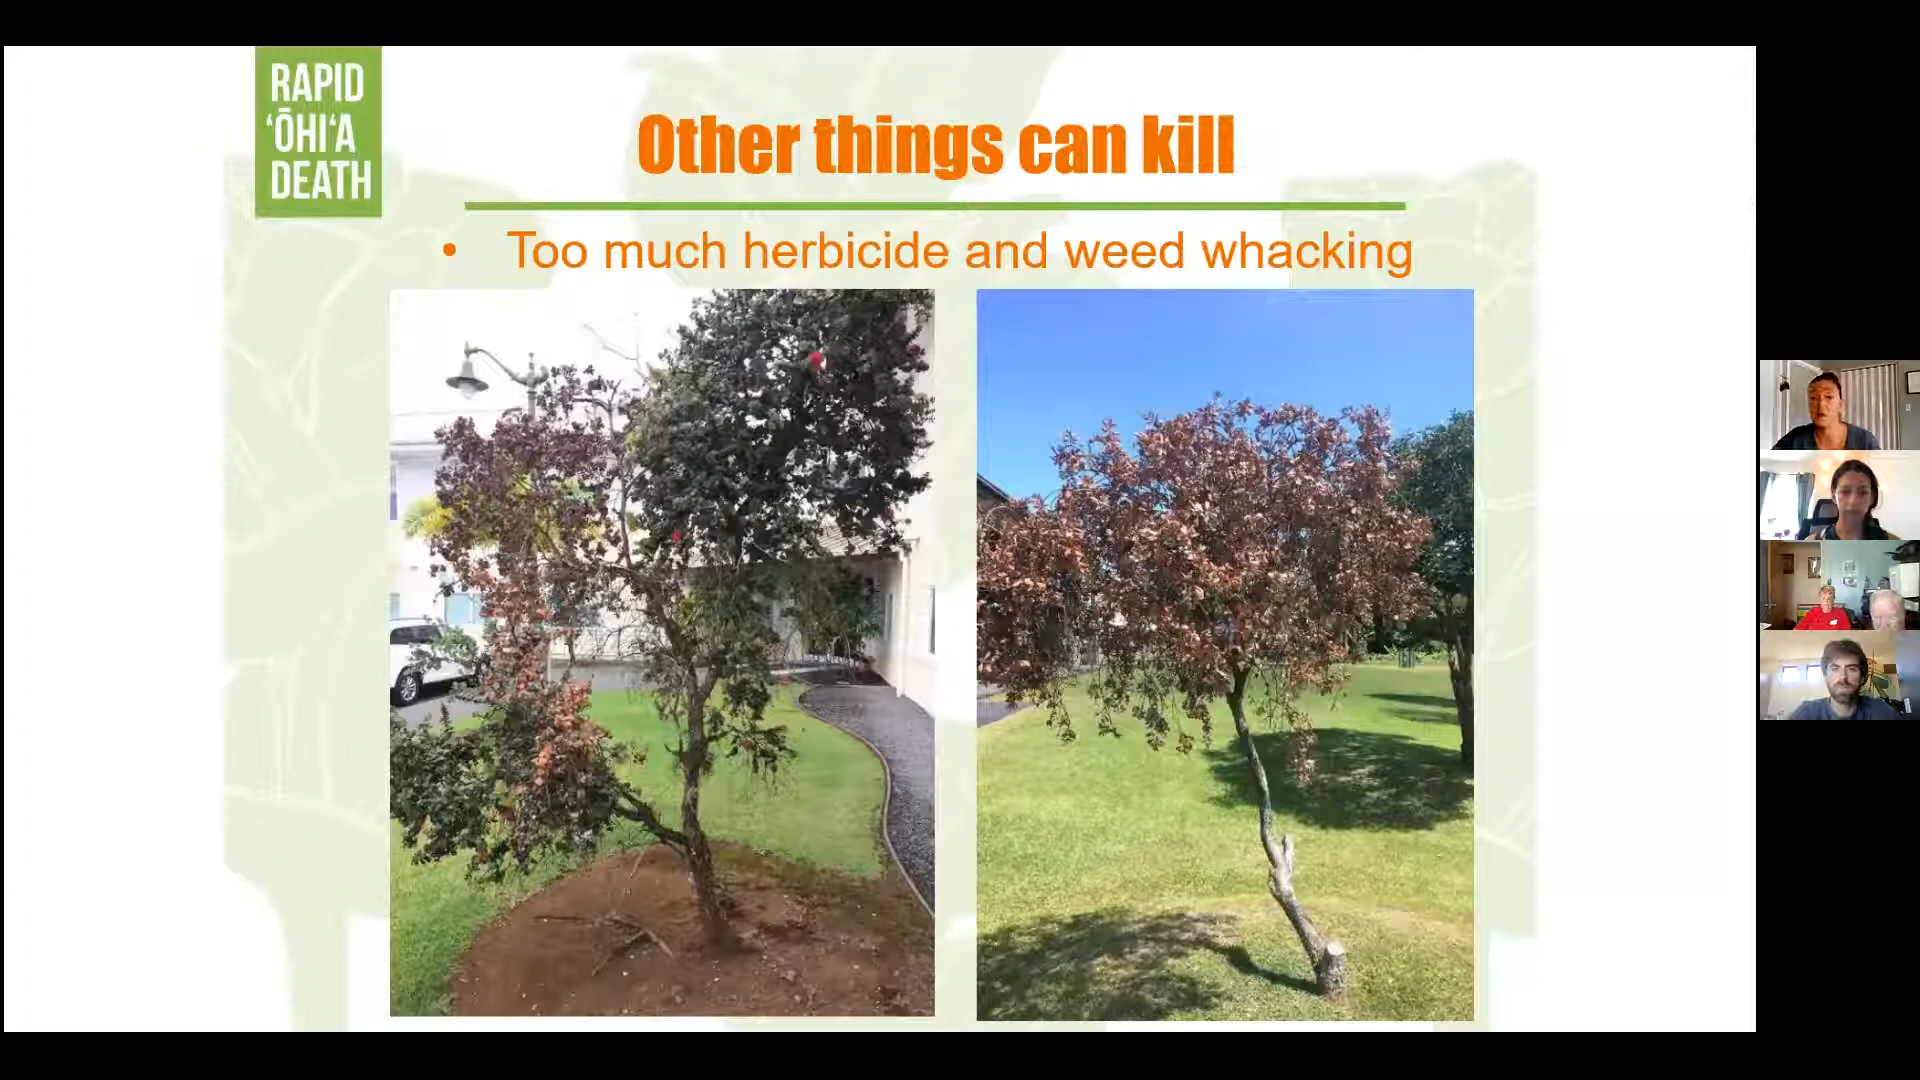 RAPID
ʻŌHIʻA
DEATH
Other things can kill
• Too much herbicide and weed whacking